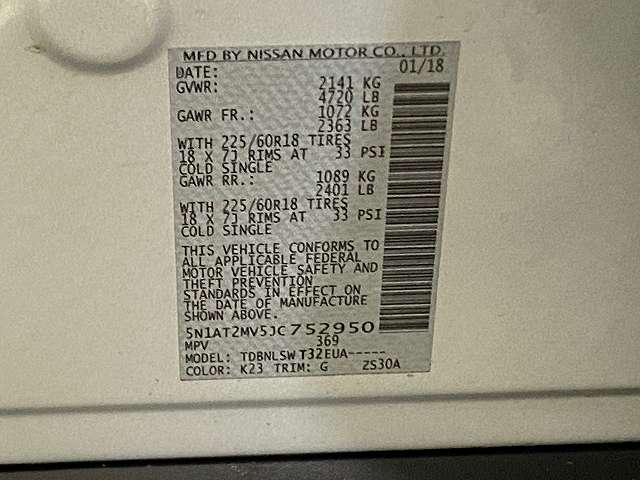 MFD BY NISSAN MOTOR CO., LTD.
DATE: 01/18
GVWR: 2141 KG
4720 LB
GAWR FR.: 1072 KG
2363 LB
WITH 225/60R18 TIRES
18 X 7J RIMS AT 33 PSI
COLD SINGLE
GAWR RR.: 1089 KG
2401 LB
WITH 225/60R18 TIRES
18 X 7J RIMS AT 33 PSI
COLD SINGLE
THIS VEHICLE CONFORMS TO
ALL APPLICABLE FEDERAL
MOTOR VEHICLE SAFETY AND
THEFT PREVENTION
STANDARDS IN EFFECT ON
THE DATE OF MANUFACTURE
SHOWN ABOVE.
5N1AT2MV5JC752950
MPV 369
MODEL: TDBNLSWT32EUA-----
COLOR: K23 TRIM: G ZS30A